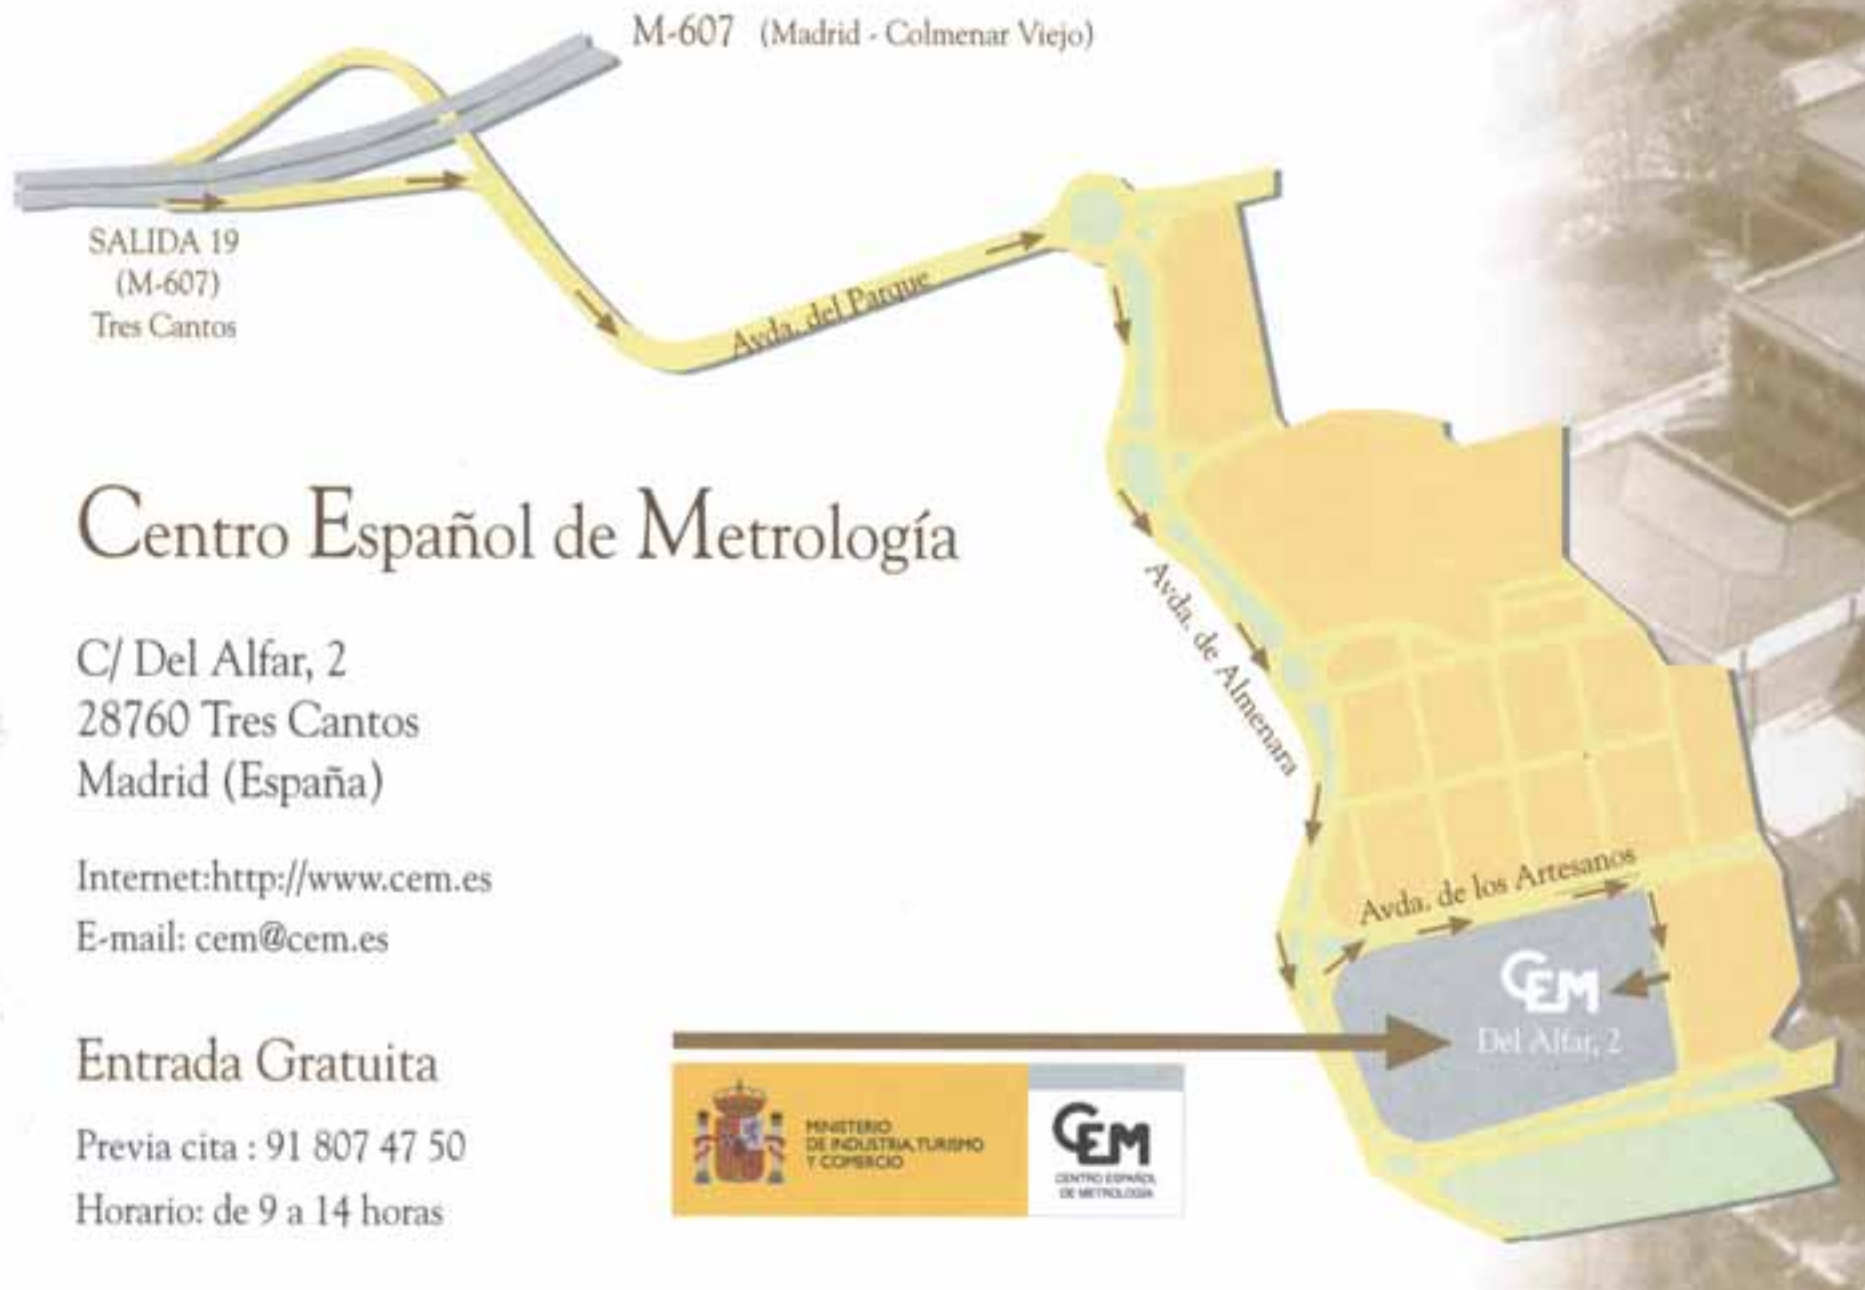 M-607 (Madrid - Colmenar Viejo)
SALIDA 19
(M-607)
Tres Cantos
Avda. del Parque
Centro Español de Metrología
Avda. de Almenara
C/ Del Alfar, 2
28760 Tres Cantos
Madrid (España)
Internet:http://www.cem.es
E-mail: cem@cem.es
Avda. de los Artesanos
CEM
Del Alfar, 2
Entrada Gratuita
Previa cita : 91 807 47 50
Horario: de 9 a 14 horas
MINISTERIO
DE INDUSTRIA, TURISMO
Y COMERCIO
CEM
CENTRO ESPAÑOL
DE METROLOGÍA